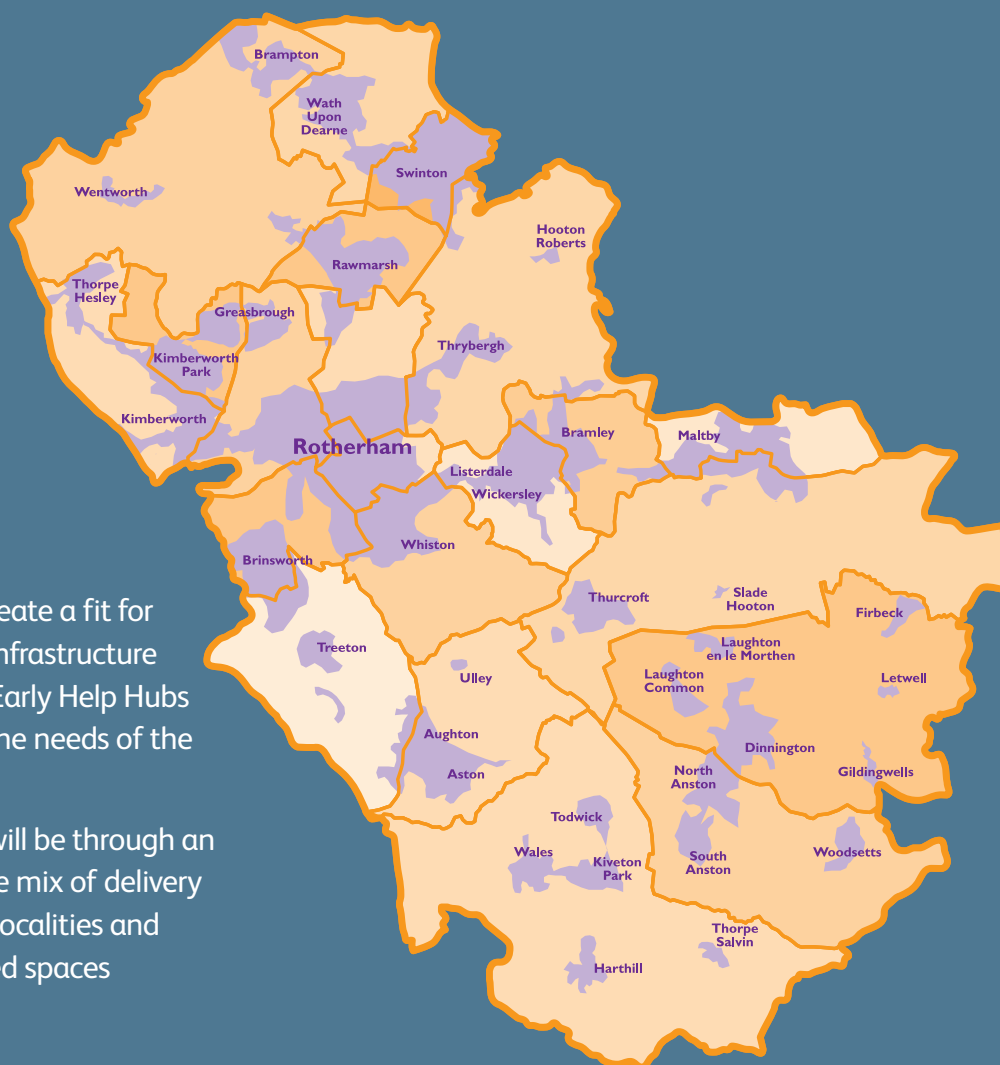 Brampton
Wath
Upon
Dearne
Swinton
Wentworth
Hooton
Roberts
Rawmarsh
Thorpe
Hesley
Greasbrough
Thrybergh
Kimberworth
Park
Kimberworth
Bramley
Maltby
Rotherham
Listerdale
Wickersley
Whiston
Brinsworth
Thurcroft
Slade
Hooton
Firbeck
Treeton
Laughton
en le Morthen
Ulley
Laughton
Common
Letwell
Aughton
Dinnington
Aston
North
Anston
Gildingwells
Todwick
Wales
Kiveton
Park
South
Anston
Woodsetts
Thorpe
Salvin
Harthill
eate a fit for
nfrastructure
Early Help Hubs
ne needs of the
will be through an
e mix of delivery
localities and
ed spaces